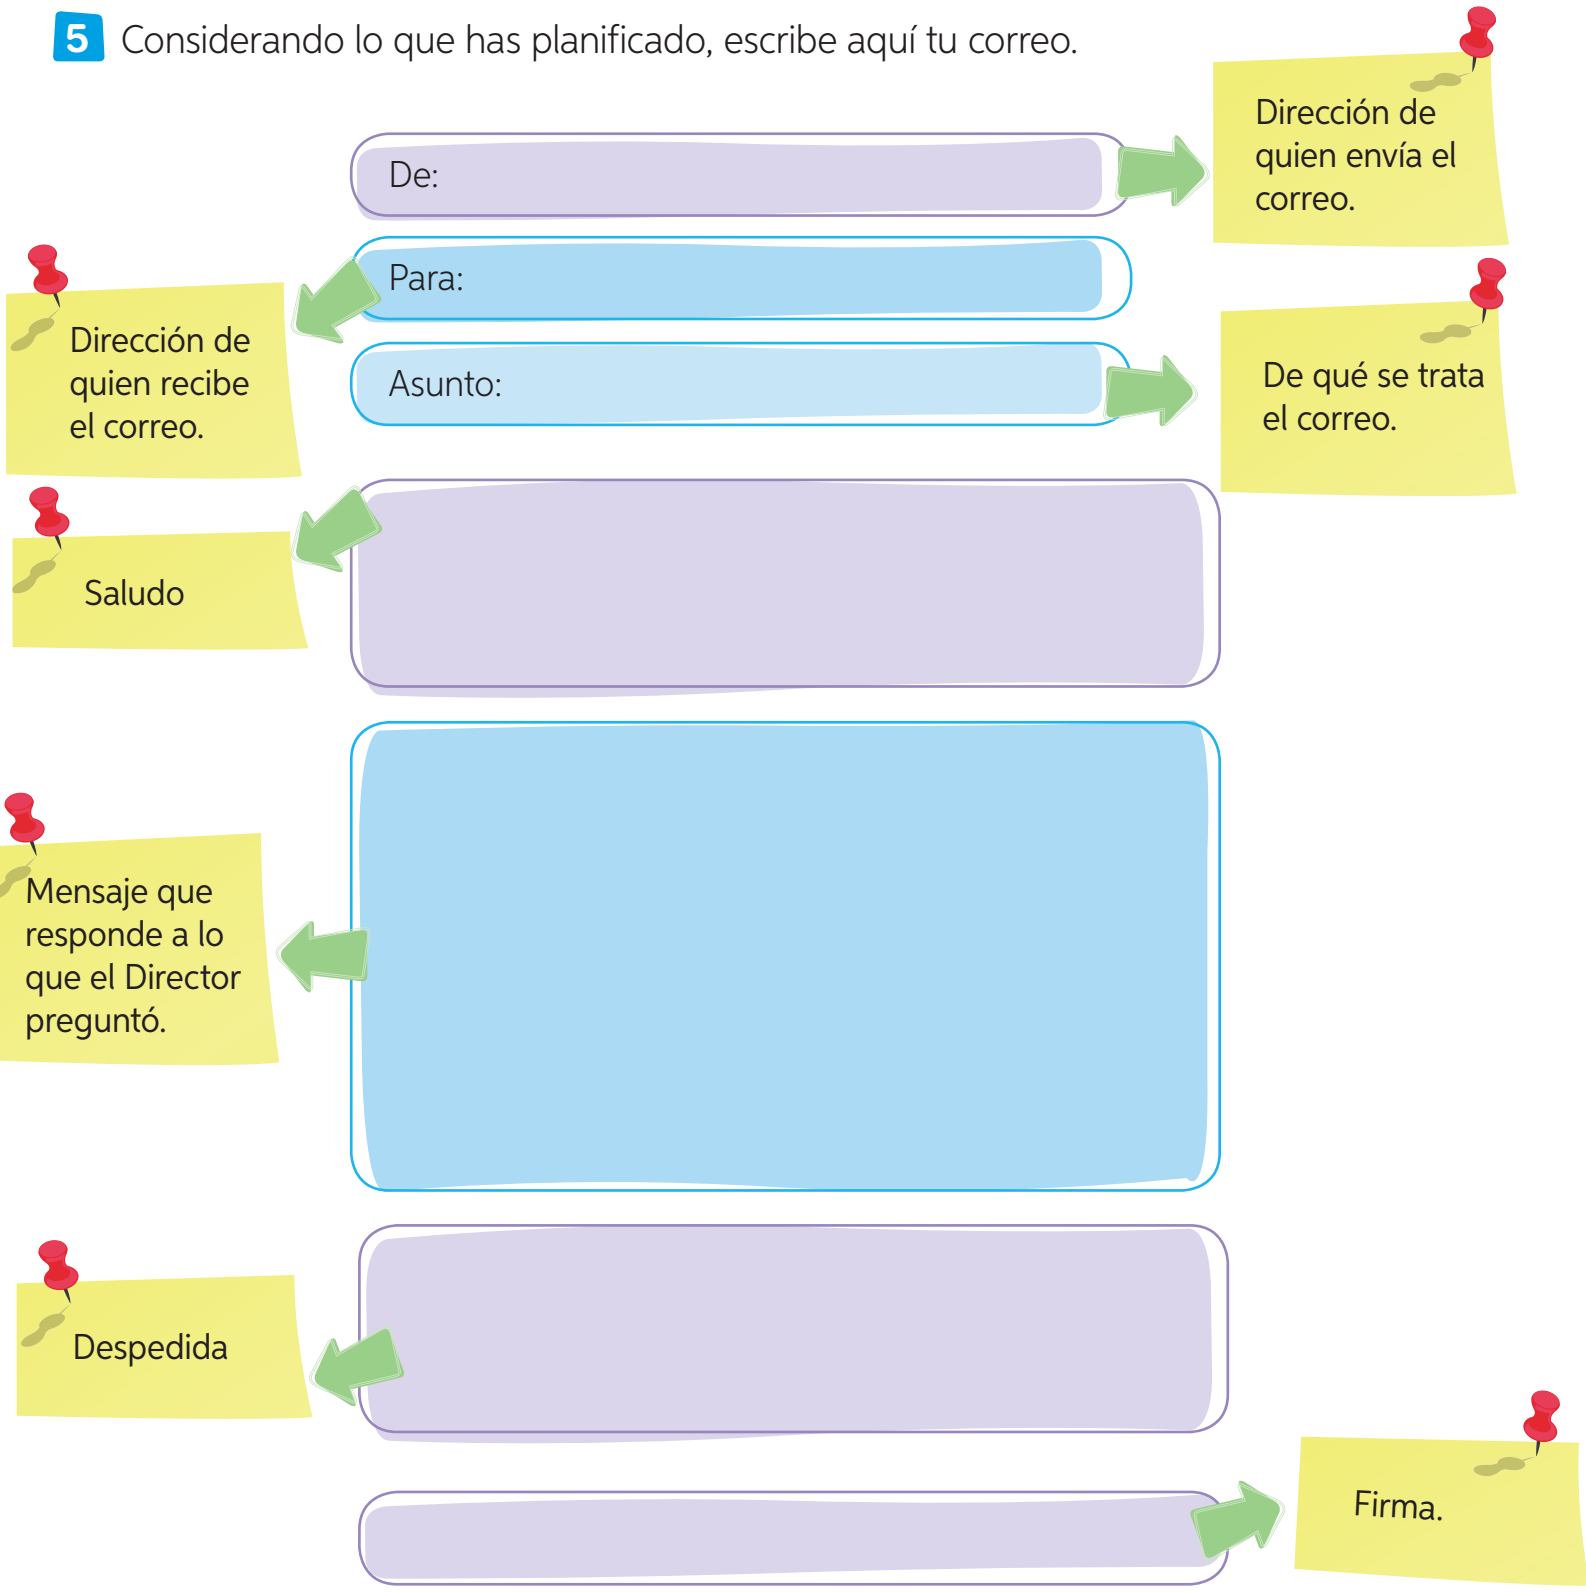 5 Considerando lo que has planificado, escribe aquí tu correo.
De:
Dirección de
quien envía el
correo.
Para:
Dirección de
quien recibe
el correo.
Asunto:
De qué se trata
el correo.
Saludo
Mensaje que
responde a lo
que el Director
preguntó.
Despedida
Firma.